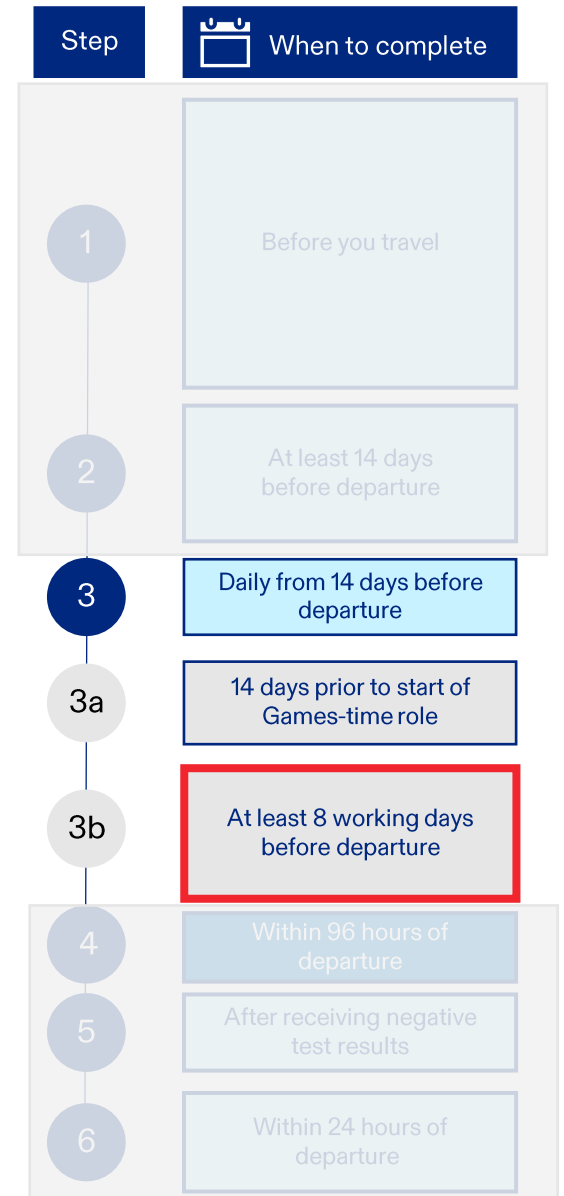 Step
When to complete
1
Before you travel
2
At least 14 days
before departure
3
Daily from 14 days before
departure
3a
14 days prior to start of
Games-time role
3b
At least 8 working days
before departure
4
Within 96 hours of
departure
5
After receiving negative
test results
6
Within 24 hours of
departure